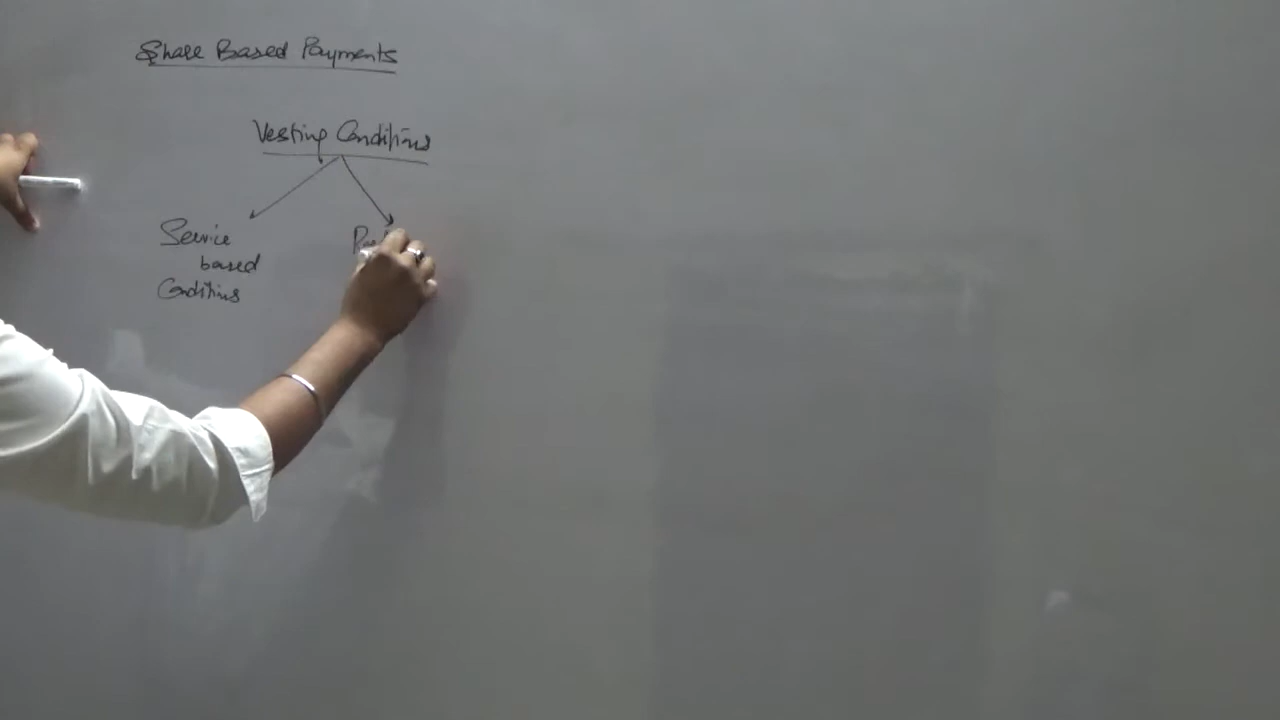 Share Based Payments
Vesting Conditions
Service
based
Conditions